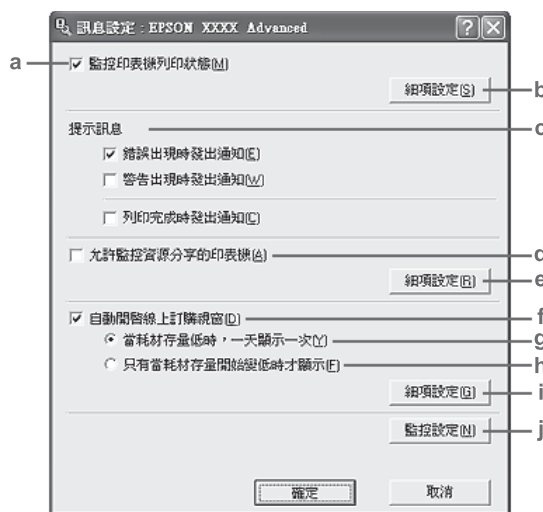 訊息設定：EPSON XXXX Advanced
a
監控印表機列印狀態(M)
細項設定(S)
b
提示訊息
c
錯誤出現時發出通知(E)
警告出現時發出通知(W)
列印完成時發出通知(C)
允許監控資源分享的印表機(A)
d
細項設定(R)
e
自動開啟線上訂購視窗(D)
f
當耗材存量低時，一天顯示一次(Y)
g
只有當耗材存量開始變低時才顯示(F)
h
細項設定(G)
i
監控設定(N)
j
確定
取消